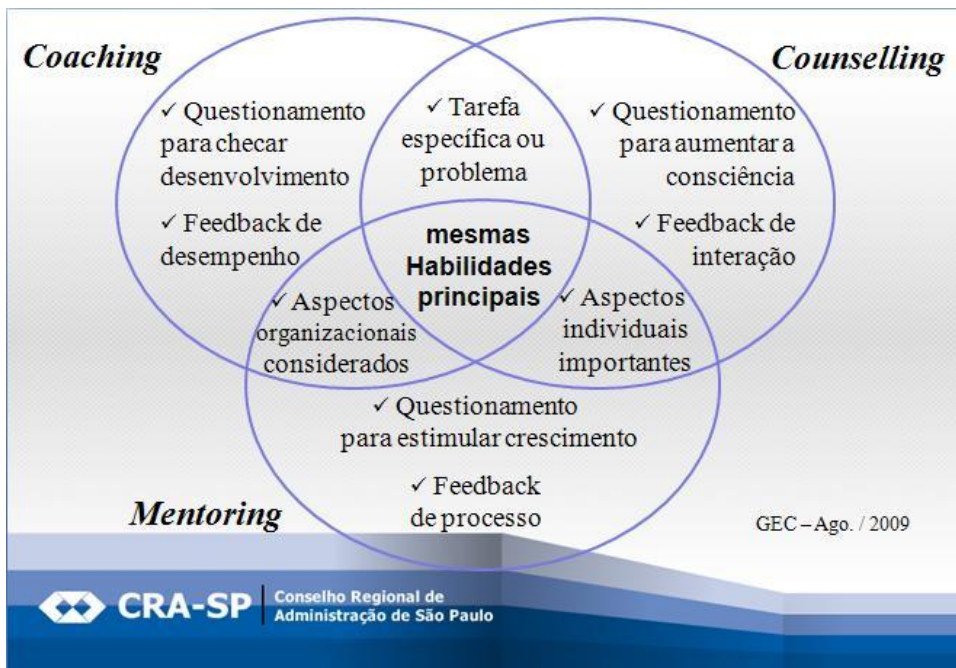 Coaching
Counselling
✓ Questionamento
para checar
desenvolvimento
✓ Feedback de
desempenho
✓ Tarefa
específica ou
problema
✓ Questionamento
para aumentar a
consciência
✓ Feedback de
interação
mesmas
Habilidades
principais
✓ Aspectos
organizacionais
considerados
✓ Aspectos
individuais
importantes
✓ Questionamento
para estimular crescimento
✓ Feedback
de processo
Mentoring
GEC – Ago. / 2009
CRA-SP
Conselho Regional de
Administração de São Paulo